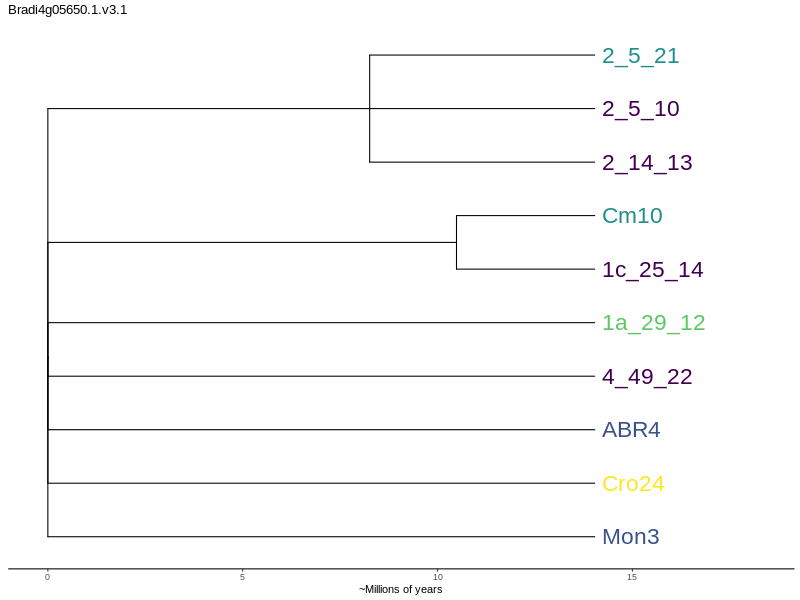 Bradi4g05650.1.v3.1
2_5_21
2_5_10
2_14_13
Cm10
1c_25_14
1a_29_12
4_49_22
ABR4
Cro24
Mon3
0 5 10 15
~Millions of years